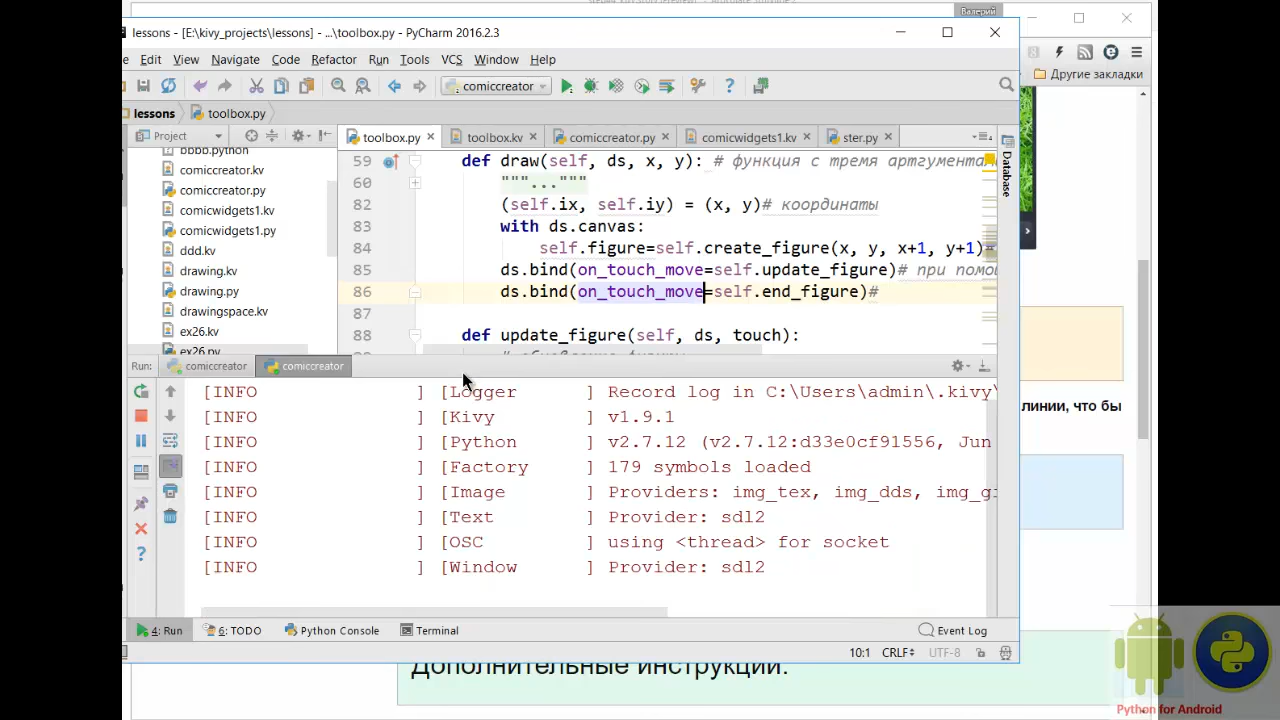 Валерий
lessons - [E:\kivy_projects\lessons] - ...\toolbox.py - PyCharm 2016.2.3
Edit View Navigate Code Refactor Run Tools VCS Window Help
Другие закладки
comiccreator
lessons toolbox.py
Project
toolbox.py toolbox.kv comiccreator.py comicwidgets1.kv ster.py
Database
bbbb.python
comiccreator.kv
comiccreator.py
comicwidgets1.kv
comicwidgets1.py
ddd.kv
drawing.kv
drawing.py
drawingspace.kv
ex26.kv
ex26.py
59 def draw(self, ds, x, y): # функция с тремя артгумента
60 """..."""
82 (self.ix, self.iy) = (x, y)# координаты
83 with ds.canvas:
84 self.figure=self.create_figure(x, y, x+1, y+1)#
85 ds.bind(on_touch_move=self.update_figure)# при помо
86 ds.bind(on_touch_move=self.end_figure)#
87
88 def update_figure(self, ds, touch):
Run: comiccreator comiccreator
[INFO ] [Logger ] Record log in C:\Users\admin\.kivy\
[INFO ] [Kivy ] v1.9.1
[INFO ] [Python ] v2.7.12 (v2.7.12:d33e0cf91556, Jun
[INFO ] [Factory ] 179 symbols loaded
[INFO ] [Image ] Providers: img_tex, img_dds, img_gi
[INFO ] [Text ] Provider: sdl2
[INFO ] [OSC ] using <thread> for socket
[INFO ] [Window ] Provider: sdl2
линии, что бы
4: Run 6: TODO Python Console Terminal Event Log
10:1 CRLF UTF-8
Дополнительные инструкции.
Python for Android